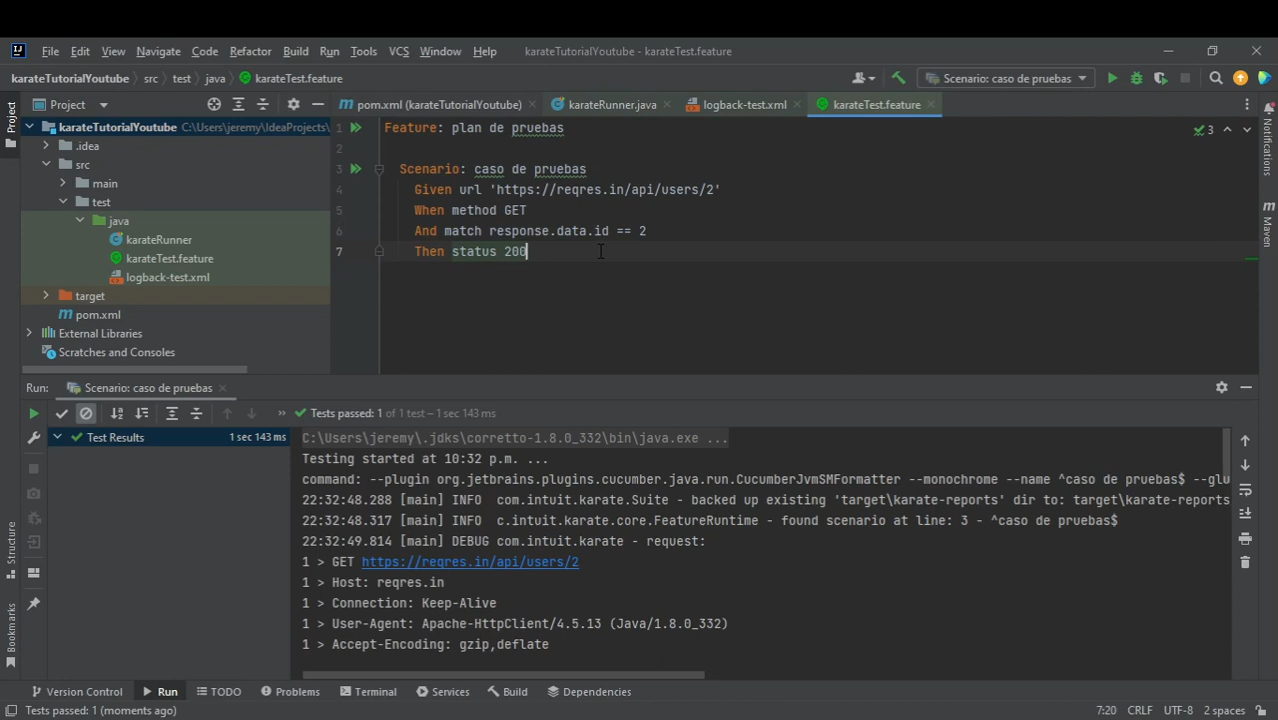 File Edit View Navigate Code Refactor Build Run Tools VCS Window Help karateTutorialYoutube - karateTest.feature
karateTutorialYoutube src test java karateTest.feature Scenario: caso de pruebas
Project
Project
pom.xml (karateTutorialYoutube) karateRunner.java logback-test.xml karateTest.feature
karateTutorialYoutube C:\Users\jeremy\IdeaProjects\
.idea
src
main
test
java
karateRunner
karateTest.feature
logback-test.xml
target
pom.xml
External Libraries
Scratches and Consoles
1 Feature: plan de pruebas
2
3 Scenario: caso de pruebas
4 Given url 'https://reqres.in/api/users/2'
5 When method GET
6 And match response.data.id == 2
7 Then status 200
3
Notifications
Maven
Run: Scenario: caso de pruebas
Tests passed: 1 of 1 test – 1 sec 143 ms
Test Results 1 sec 143 ms
C:\Users\jeremy\.jdks\corretto-1.8.0_332\bin\java.exe ...
Testing started at 10:32 p.m. ...
command: --plugin org.jetbrains.plugins.cucumber.java.run.CucumberJvmSMFormatter --monochrome --name ^caso de pruebas$ --glu
22:32:48.288 [main] INFO com.intuit.karate.Suite - backed up existing 'target\karate-reports' dir to: target\karate-reports
22:32:48.317 [main] INFO c.intuit.karate.core.FeatureRuntime - found scenario at line: 3 - ^caso de pruebas$
22:32:49.814 [main] DEBUG com.intuit.karate - request:
1 > GET https://reqres.in/api/users/2
1 > Host: reqres.in
1 > Connection: Keep-Alive
1 > User-Agent: Apache-HttpClient/4.5.13 (Java/1.8.0_332)
1 > Accept-Encoding: gzip,deflate
Structure
Bookmarks
Version Control Run TODO Problems Terminal Services Build Dependencies
Tests passed: 1 (moments ago) 7:20 CRLF UTF-8 2 spaces